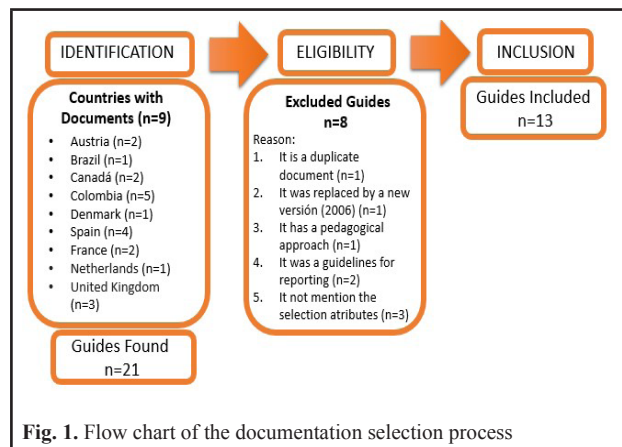 IDENTIFICATION
Countries with
Documents (n=9)
• Austria (n=2)
• Brazil (n=1)
• Canadá (n=2)
• Colombia (n=5)
• Denmark (n=1)
• Spain (n=4)
• France (n=2)
• Netherlands (n=1)
• United Kingdom
(n=3)
Guides Found
n=21
ELIGIBILITY
Excluded Guides
n=8
Reason:
1. It is a duplicate
document (n=1)
2. It was replaced by a new
versión (2006) (n=1)
3. It has a pedagogical
approach (n=1)
4. It was a guidelines for
reporting (n=2)
5. It not mention the
selection atributes (n=3)
INCLUSION
Guides Included
n=13
Fig. 1. Flow chart of the documentation selection process